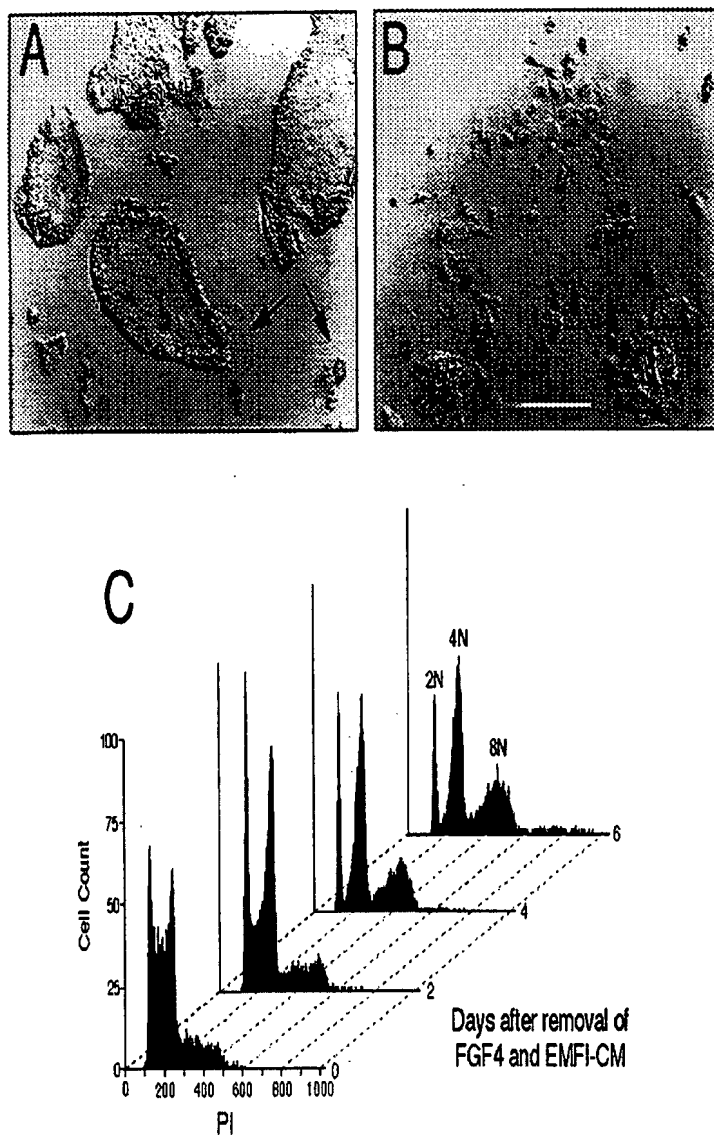 A
B
C
2N
4N
8N
100
75
50
25
0
Cell Count
0 200 400 600 800 1000
PI
0
2
4
6
Days after removal of
FGF4 and EMFI-CM